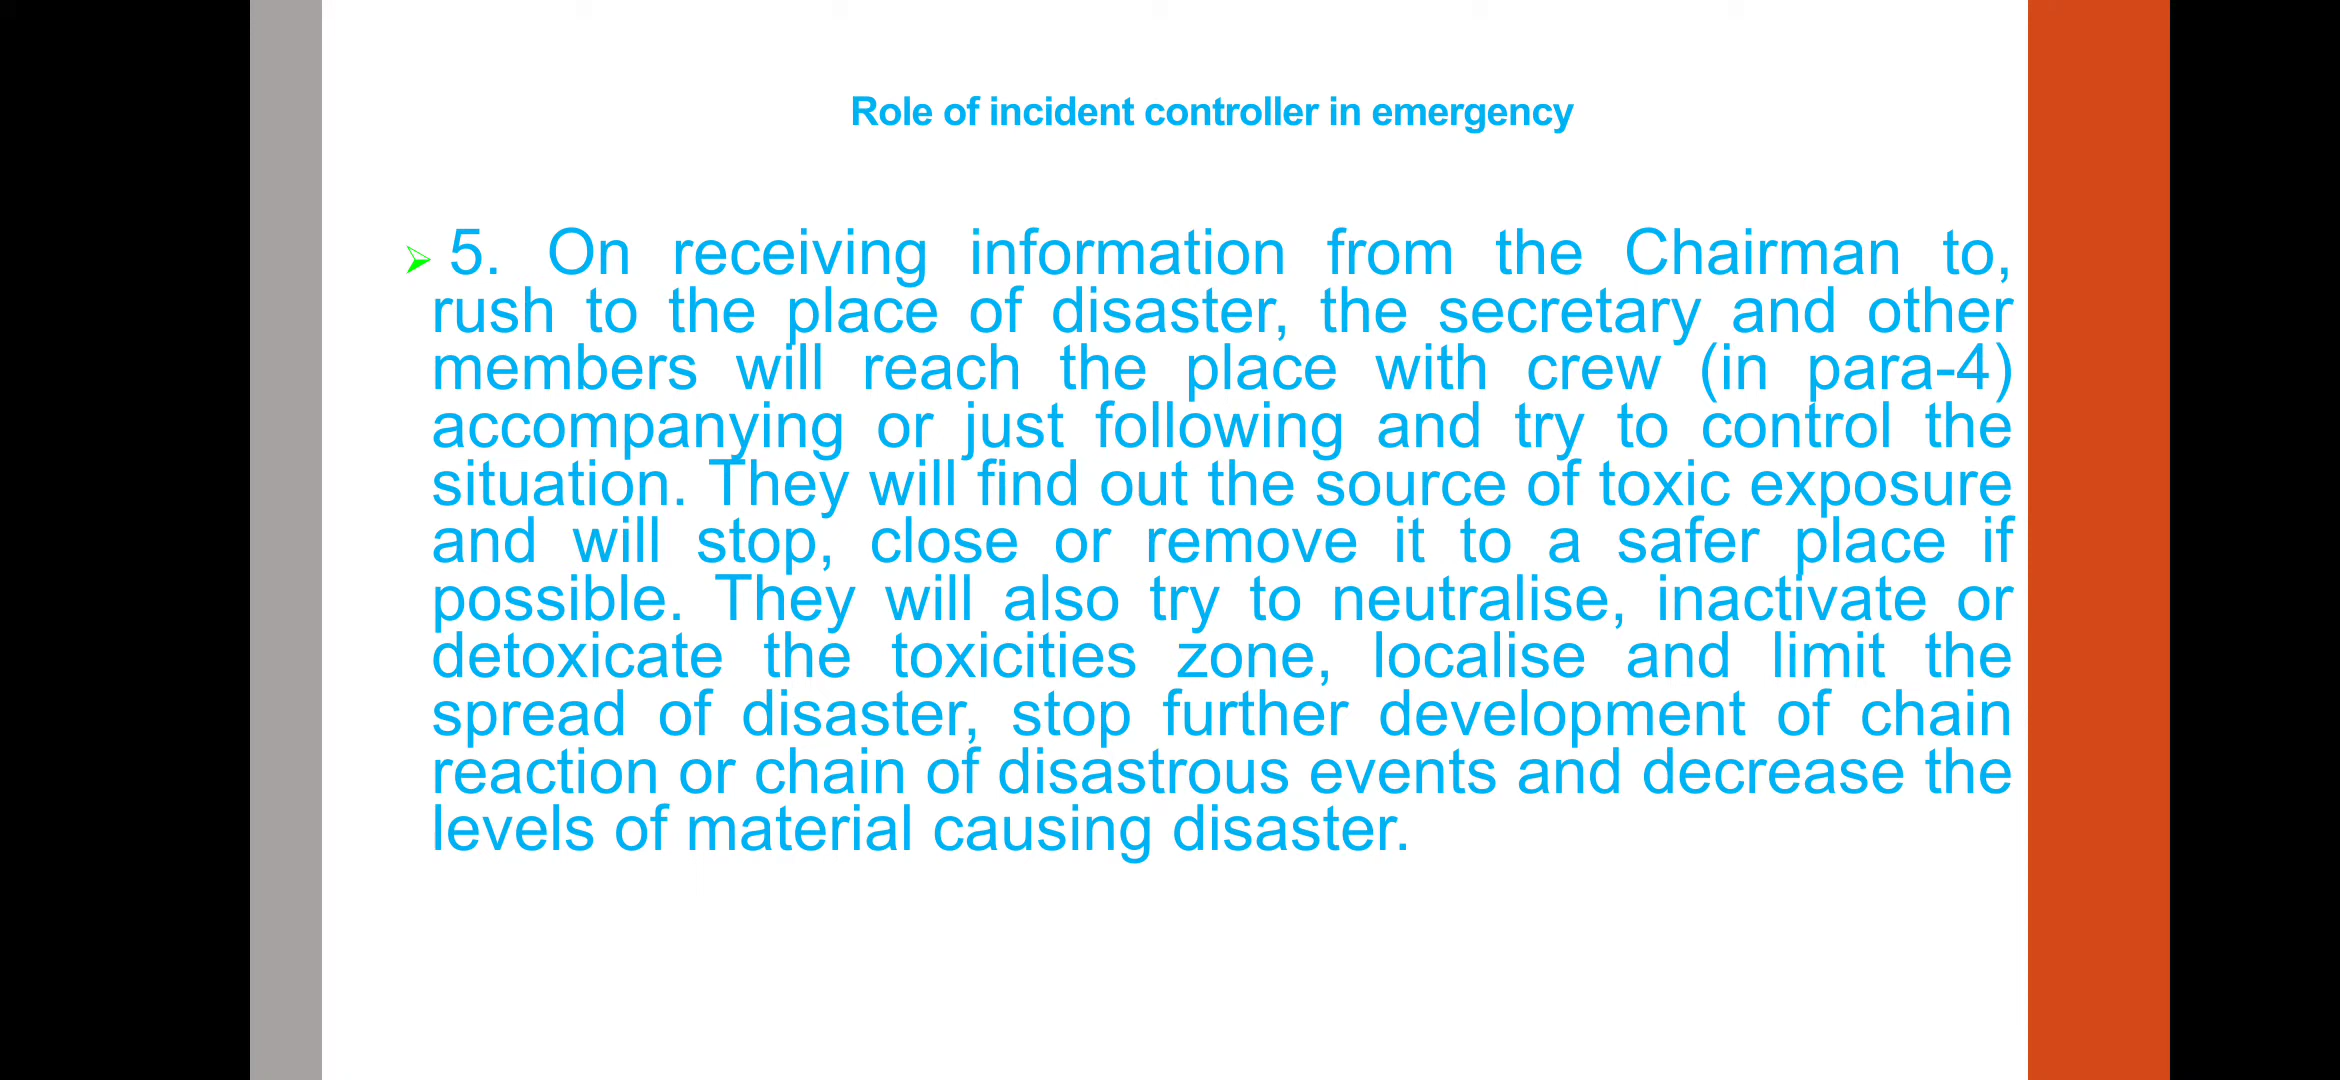 Role of incident controller in emergency
5. On receiving information from the Chairman to,
rush to the place of disaster, the secretary and other
members will reach the place with crew (in para-4)
accompanying or just following and try to control the
situation. They will find out the source of toxic exposure
and will stop, close or remove it to a safer place if
possible. They will also try to neutralise, inactivate or
detoxicate the toxicities zone, localise and limit the
spread of disaster, stop further development of chain
reaction or chain of disastrous events and decrease the
levels of material causing disaster.